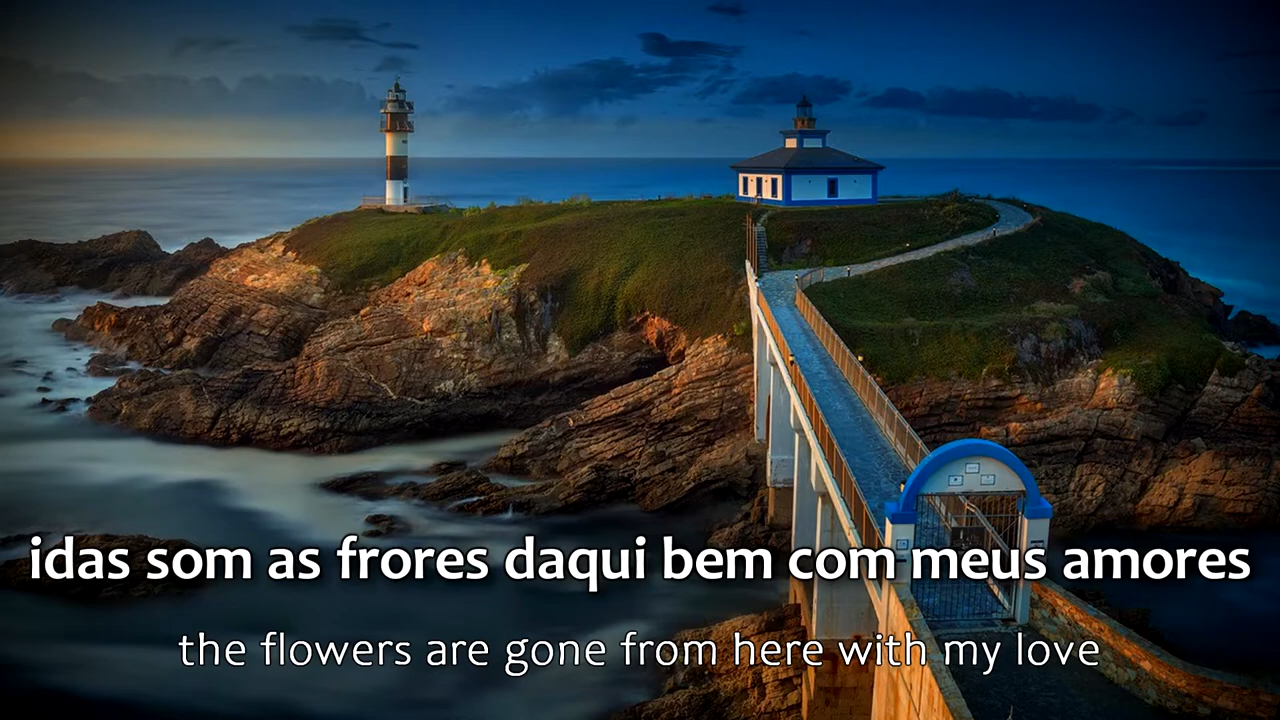 idas som as frores daqui bem com meus amores
the flowers are gone from here with my love